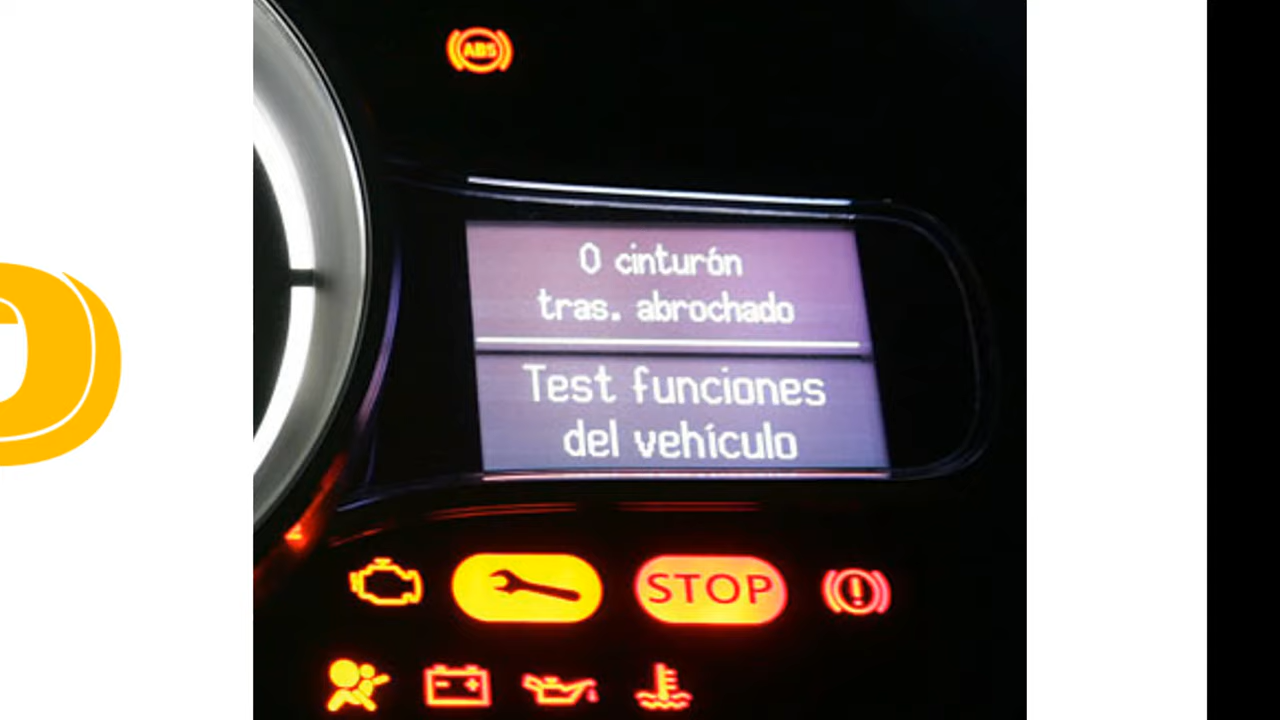 ABS
0 cinturón
tras. abrochado
Test funciones
del vehículo
STOP